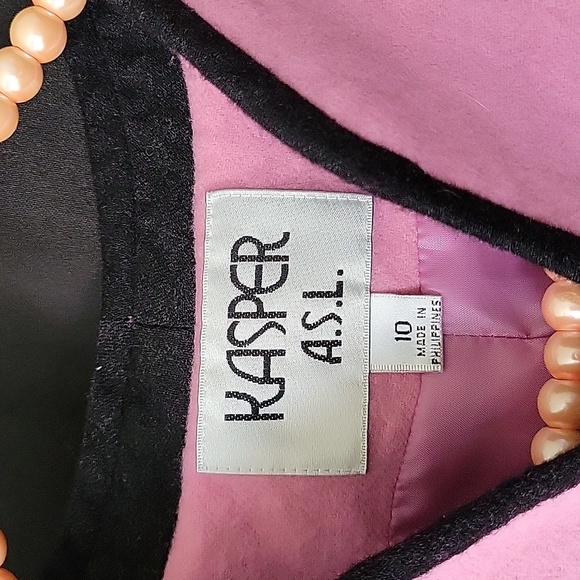 KASPER
A.S.L.
10
MADE IN
PHILIPPINES